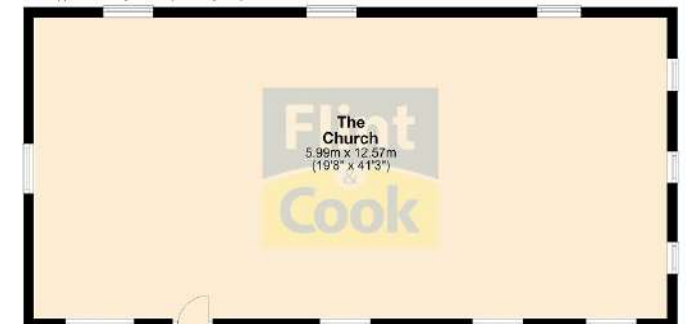 Flint
The
Church
5.99m x 12.57m
(19'8" x 41'3")
&
Cook